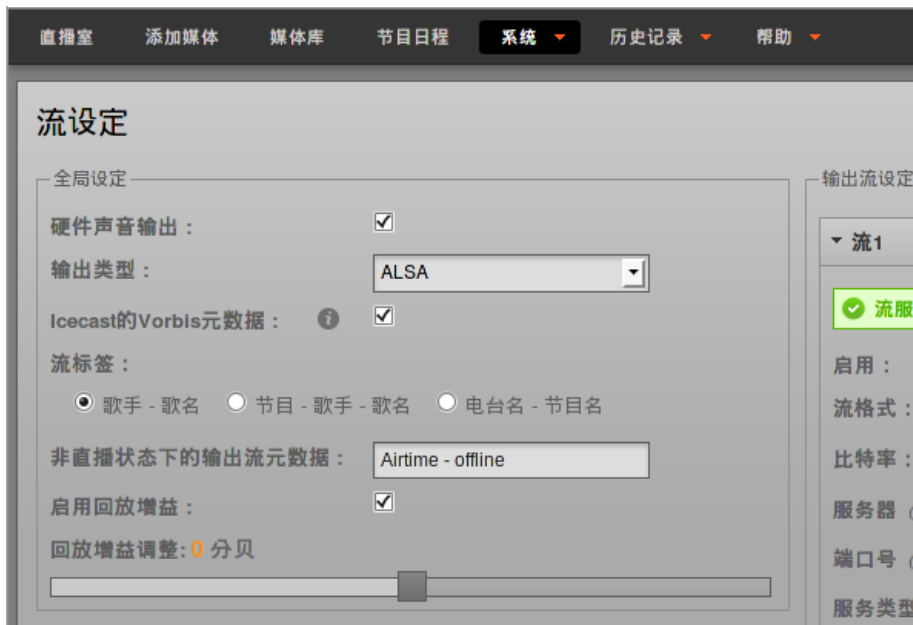 直播室 添加媒体 媒体库 节目日程 系统 历史记录 帮助
流设定
全局设定
硬件声音输出：
输出类型：
ALSA
Icecast的Vorbis元数据：
流标签：
歌手 - 歌名 节目 - 歌手 - 歌名 电台名 - 节目名
非直播状态下的输出流元数据：
Airtime - offline
启用回放增益：
回放增益调整: 0 分贝
输出流设定
流1
流服
启用：
流格式：
比特率：
服务器
端口号
服务类型